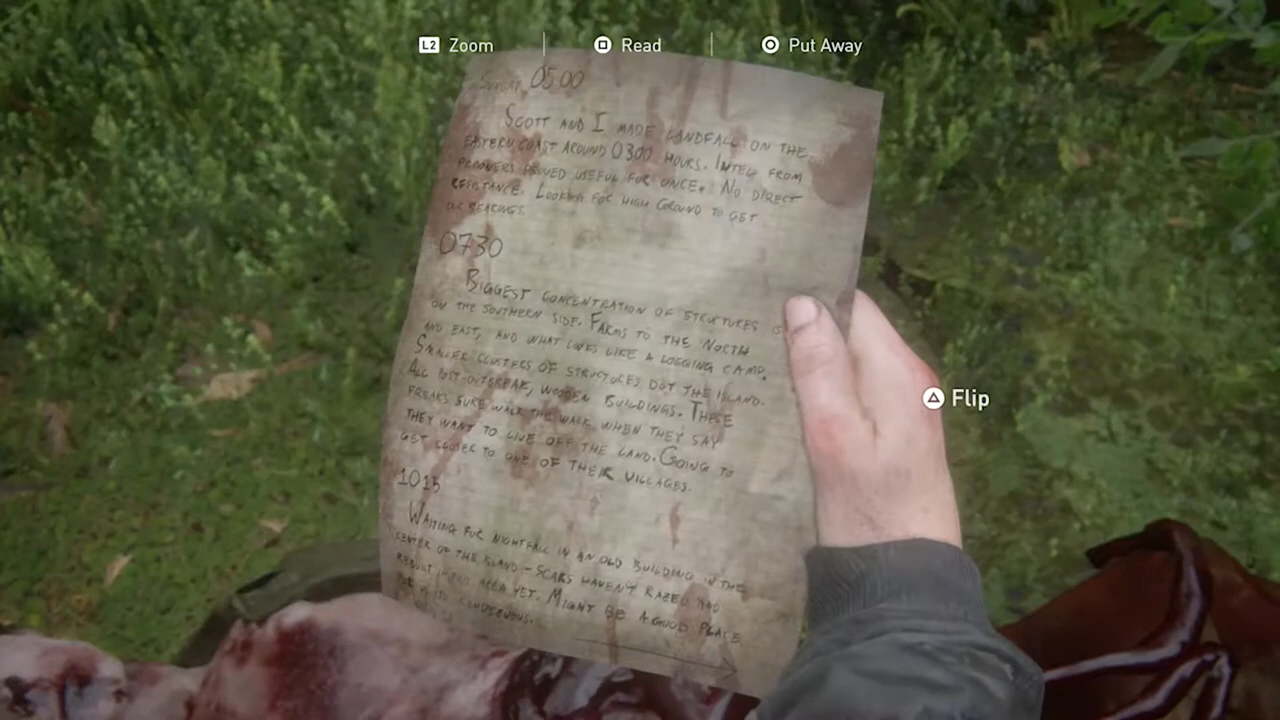 L2 Zoom
Read
Put Away
Sunday 0500
SCOTT AND I MADE LANDFALL ON THE
EASTERN COAST AROUND 0300 HOURS. INTEL FROM
PRISONERS PROVED USEFUL FOR ONCE. NO DIRECT
RESISTANCE. LOOKING FOR HIGH GROUND TO GET
OUR BEARINGS.
0730
BIGGEST CONCENTRATION OF STRUCTURES IS
ON THE SOUTHERN SIDE. FARMS TO THE NORTH
AND EAST, AND WHAT LOOKS LIKE A LOGGING CAMP.
SMALLER CLUSTERS OF STRUCTURES DOT THE ISLAND.
ALL POST-OUTBREAK, WOODEN BUILDINGS. THESE
FREAKS SURE WALK THE WALK WHEN THEY SAY
THEY WANT TO LIVE OFF THE LAND. GOING TO
GET CLOSER TO ONE OF THEIR VILLAGES.
Flip
1015
WAITING FOR NIGHTFALL IN AN OLD BUILDING IN THE
CENTER OF THE ISLAND - SCARS HAVEN'T RAZED AND
REBUILT IN THIS AREA YET. MIGHT BE A GOOD PLACE
RENDEZVOUS.